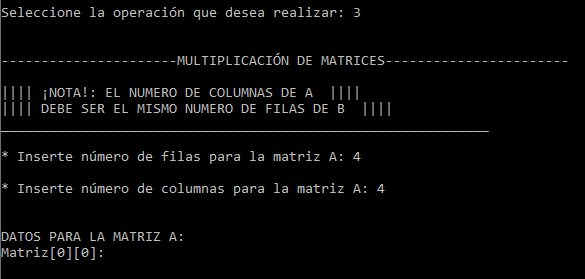 Seleccione la operación que desea realizar: 3
-----------------------MULTIPLICACIÓN DE MATRICES------------------------
|||| ¡NOTA!: EL NUMERO DE COLUMNAS DE A  ||||
|||| DEBE SER EL MISMO NUMERO DE FILAS DE B  ||||
_____________________________________________________________
* Inserte número de filas para la matriz A: 4
* Inserte número de columnas para la matriz A: 4
DATOS PARA LA MATRIZ A:
Matriz[0][0]: